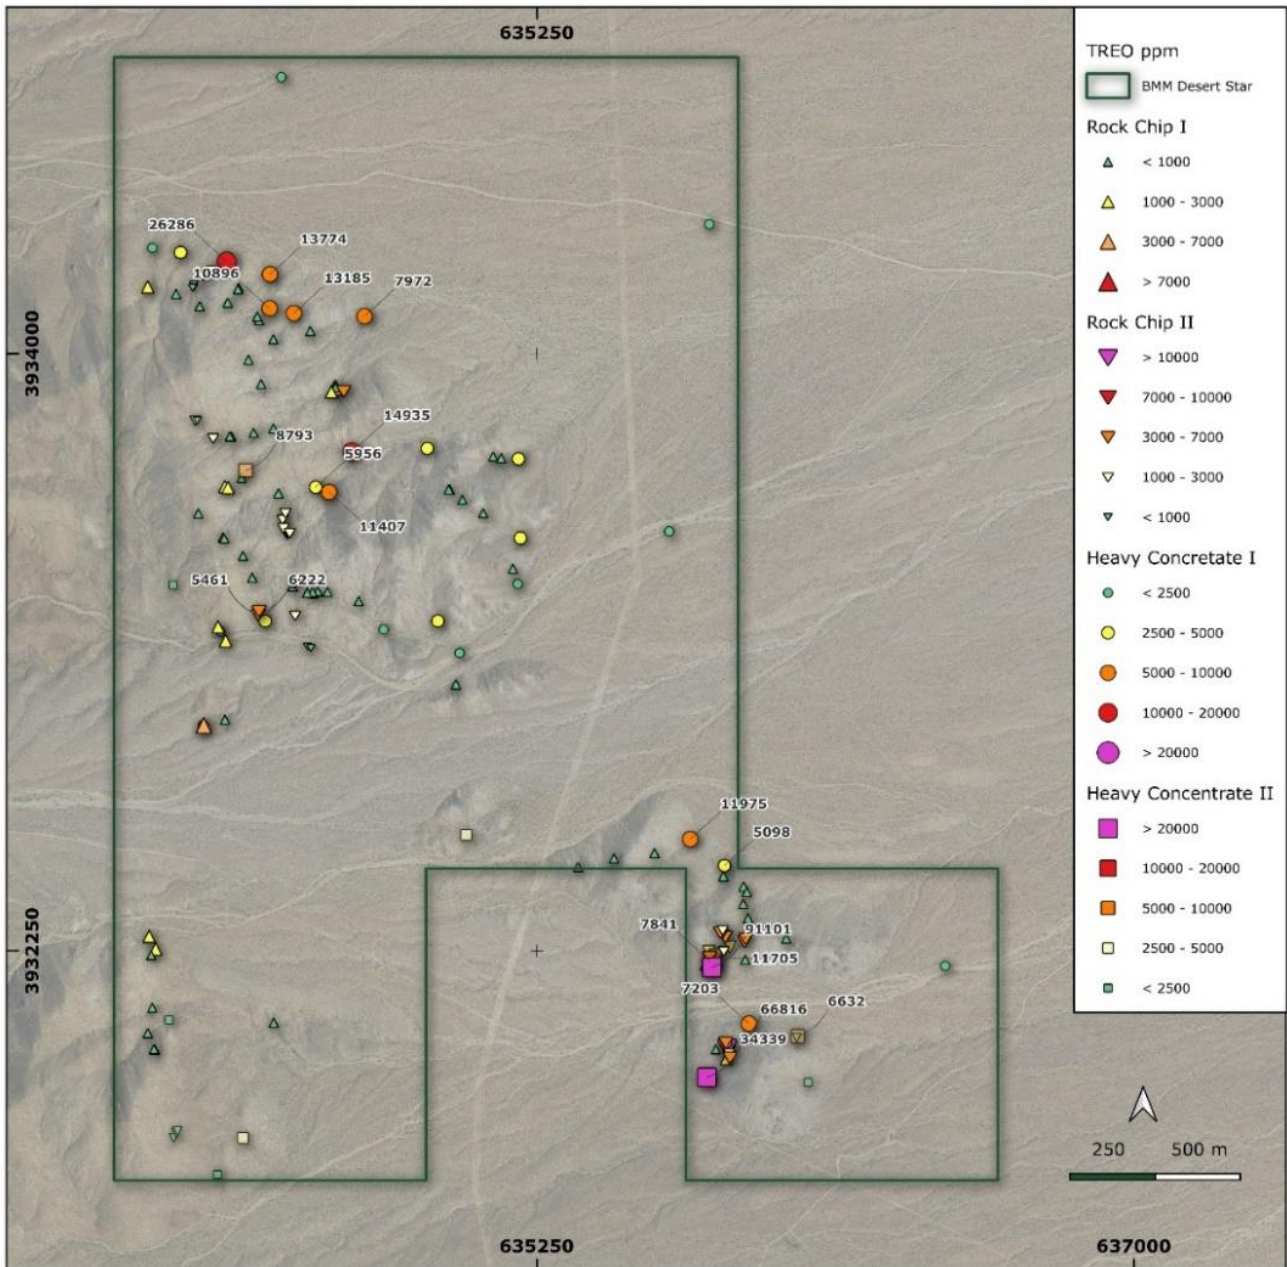 635250
TREO ppm
BMM Desert Star
Rock Chip I
< 1000
1000 - 3000
3000 - 7000
> 7000
Rock Chip II
> 10000
7000 - 10000
3000 - 7000
1000 - 3000
< 1000
Heavy Concretate I
< 2500
2500 - 5000
5000 - 10000
10000 - 20000
> 20000
Heavy Concentrate II
> 20000
10000 - 20000
5000 - 10000
2500 - 5000
< 2500
26286
13774
10896
13185
7972
3934000
14935
8793
5956
11407
5461
6222
11975
5098
7841
91101
11705
3932250
7203
66816
6632
34339
250 500 m
635250
637000